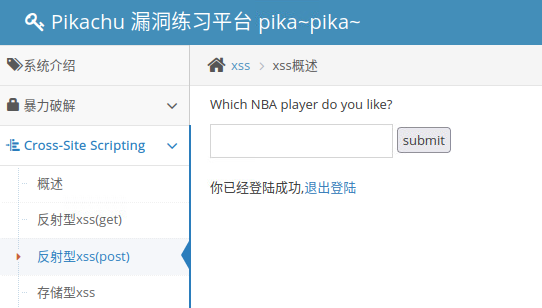 Pikachu 漏洞练习平台 pika~pika~
系统介绍
暴力破解
Cross-Site Scripting
概述
反射型xss(get)
反射型xss(post)
存储型xss
xss > xss概述
Which NBA player do you like?
submit
你已经登陆成功,退出登陆